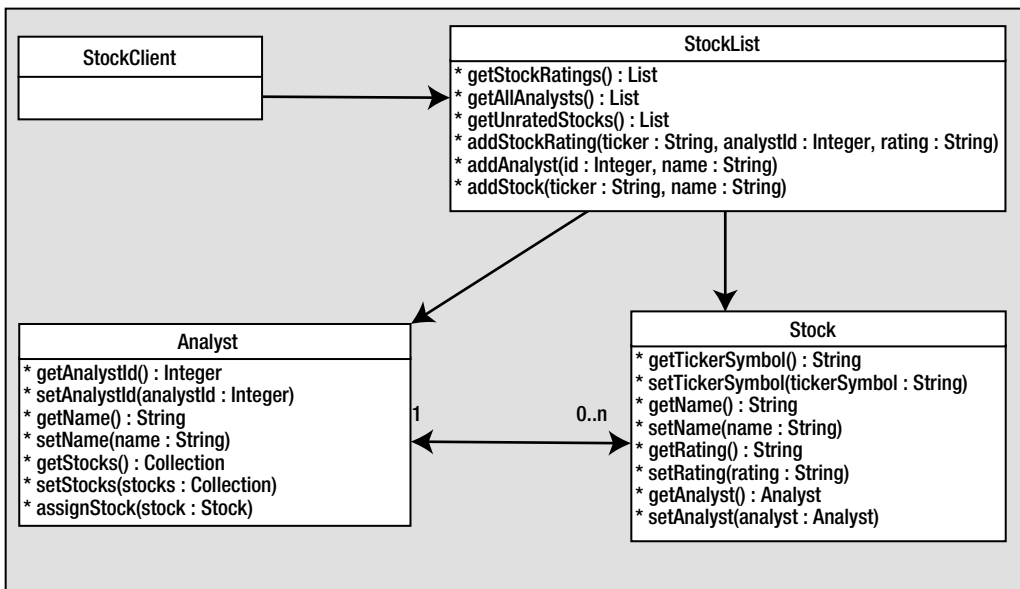 StockClient
StockList
* getStockRatings() : List
* getAllAnalysts() : List
* getUnratedStocks() : List
* addStockRating(ticker : String, analystId : Integer, rating : String)
* addAnalyst(id : Integer, name : String)
* addStock(ticker : String, name : String)
Analyst
* getAnalystId() : Integer
* setAnalystId(analystId : Integer)
* getName() : String
* setName(name : String)
* getStocks() : Collection
* setStocks(stocks : Collection)
* assignStock(stock : Stock)
1
0..n
Stock
* getTickerSymbol() : String
* setTickerSymbol(tickerSymbol : String)
* getName() : String
* setName(name : String)
* getRating() : String
* setRating(rating : String)
* getAnalyst() : Analyst
* setAnalyst(analyst : Analyst)